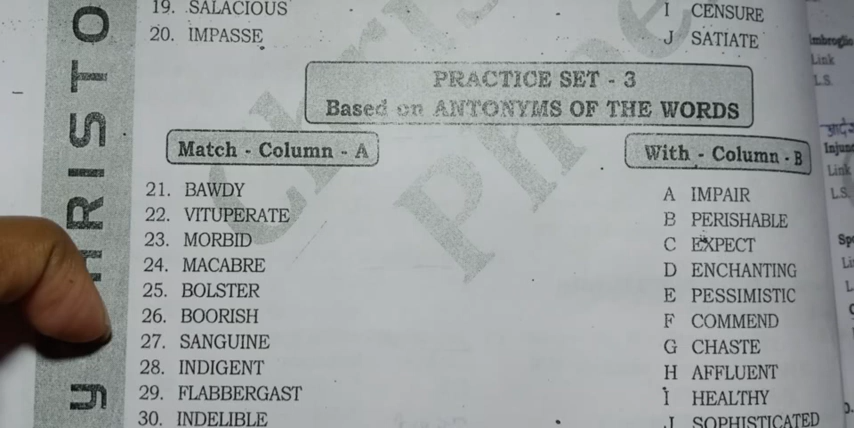 19. SALACIOUS
I CENSURE
20. IMPASSE
J SATIATE
PRACTICE SET - 3
Based on ANTONYMS OF THE WORDS
Match - Column - A
With - Column - B
21. BAWDY
A IMPAIR
22. VITUPERATE
B PERISHABLE
23. MORBID
C EXPECT
24. MACABRE
D ENCHANTING
25. BOLSTER
E PESSIMISTIC
26. BOORISH
F COMMEND
27. SANGUINE
G CHASTE
28. INDIGENT
H AFFLUENT
29. FLABBERGAST
I HEALTHY
30. INDELIBLE
J SOPHISTICATED
Link
L.S.
Link
L.S.